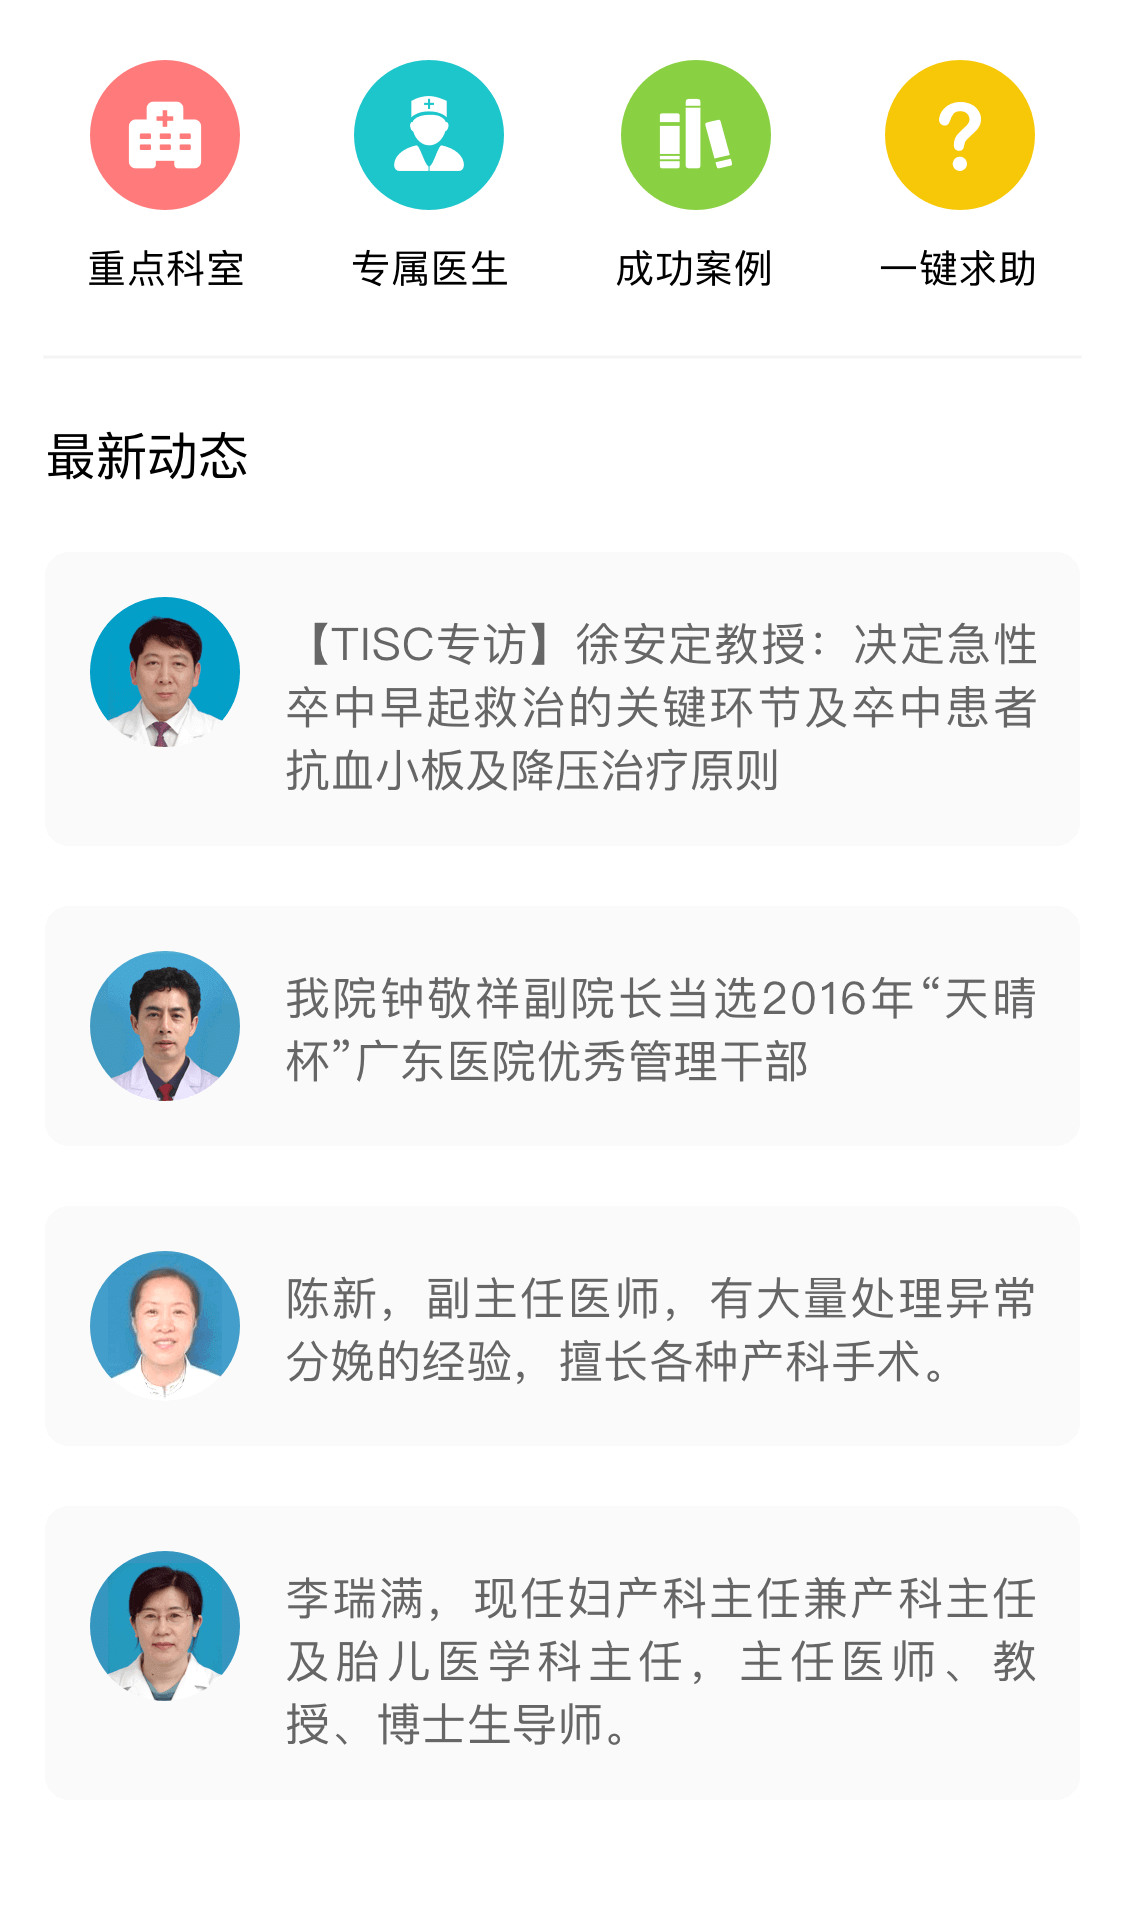 重点科室 专属医生 成功案例 一键求助
最新动态
【TISC专访】徐安定教授：决定急性
卒中早起救治的关键环节及卒中患者
抗血小板及降压治疗原则
我院钟敬祥副院长当选2016年“天晴
杯”广东医院优秀管理干部
陈新，副主任医师，有大量处理异常
分娩的经验，擅长各种产科手术。
李瑞满，现任妇产科主任兼产科主任
及胎儿医学科主任，主任医师、教
授、博士生导师。